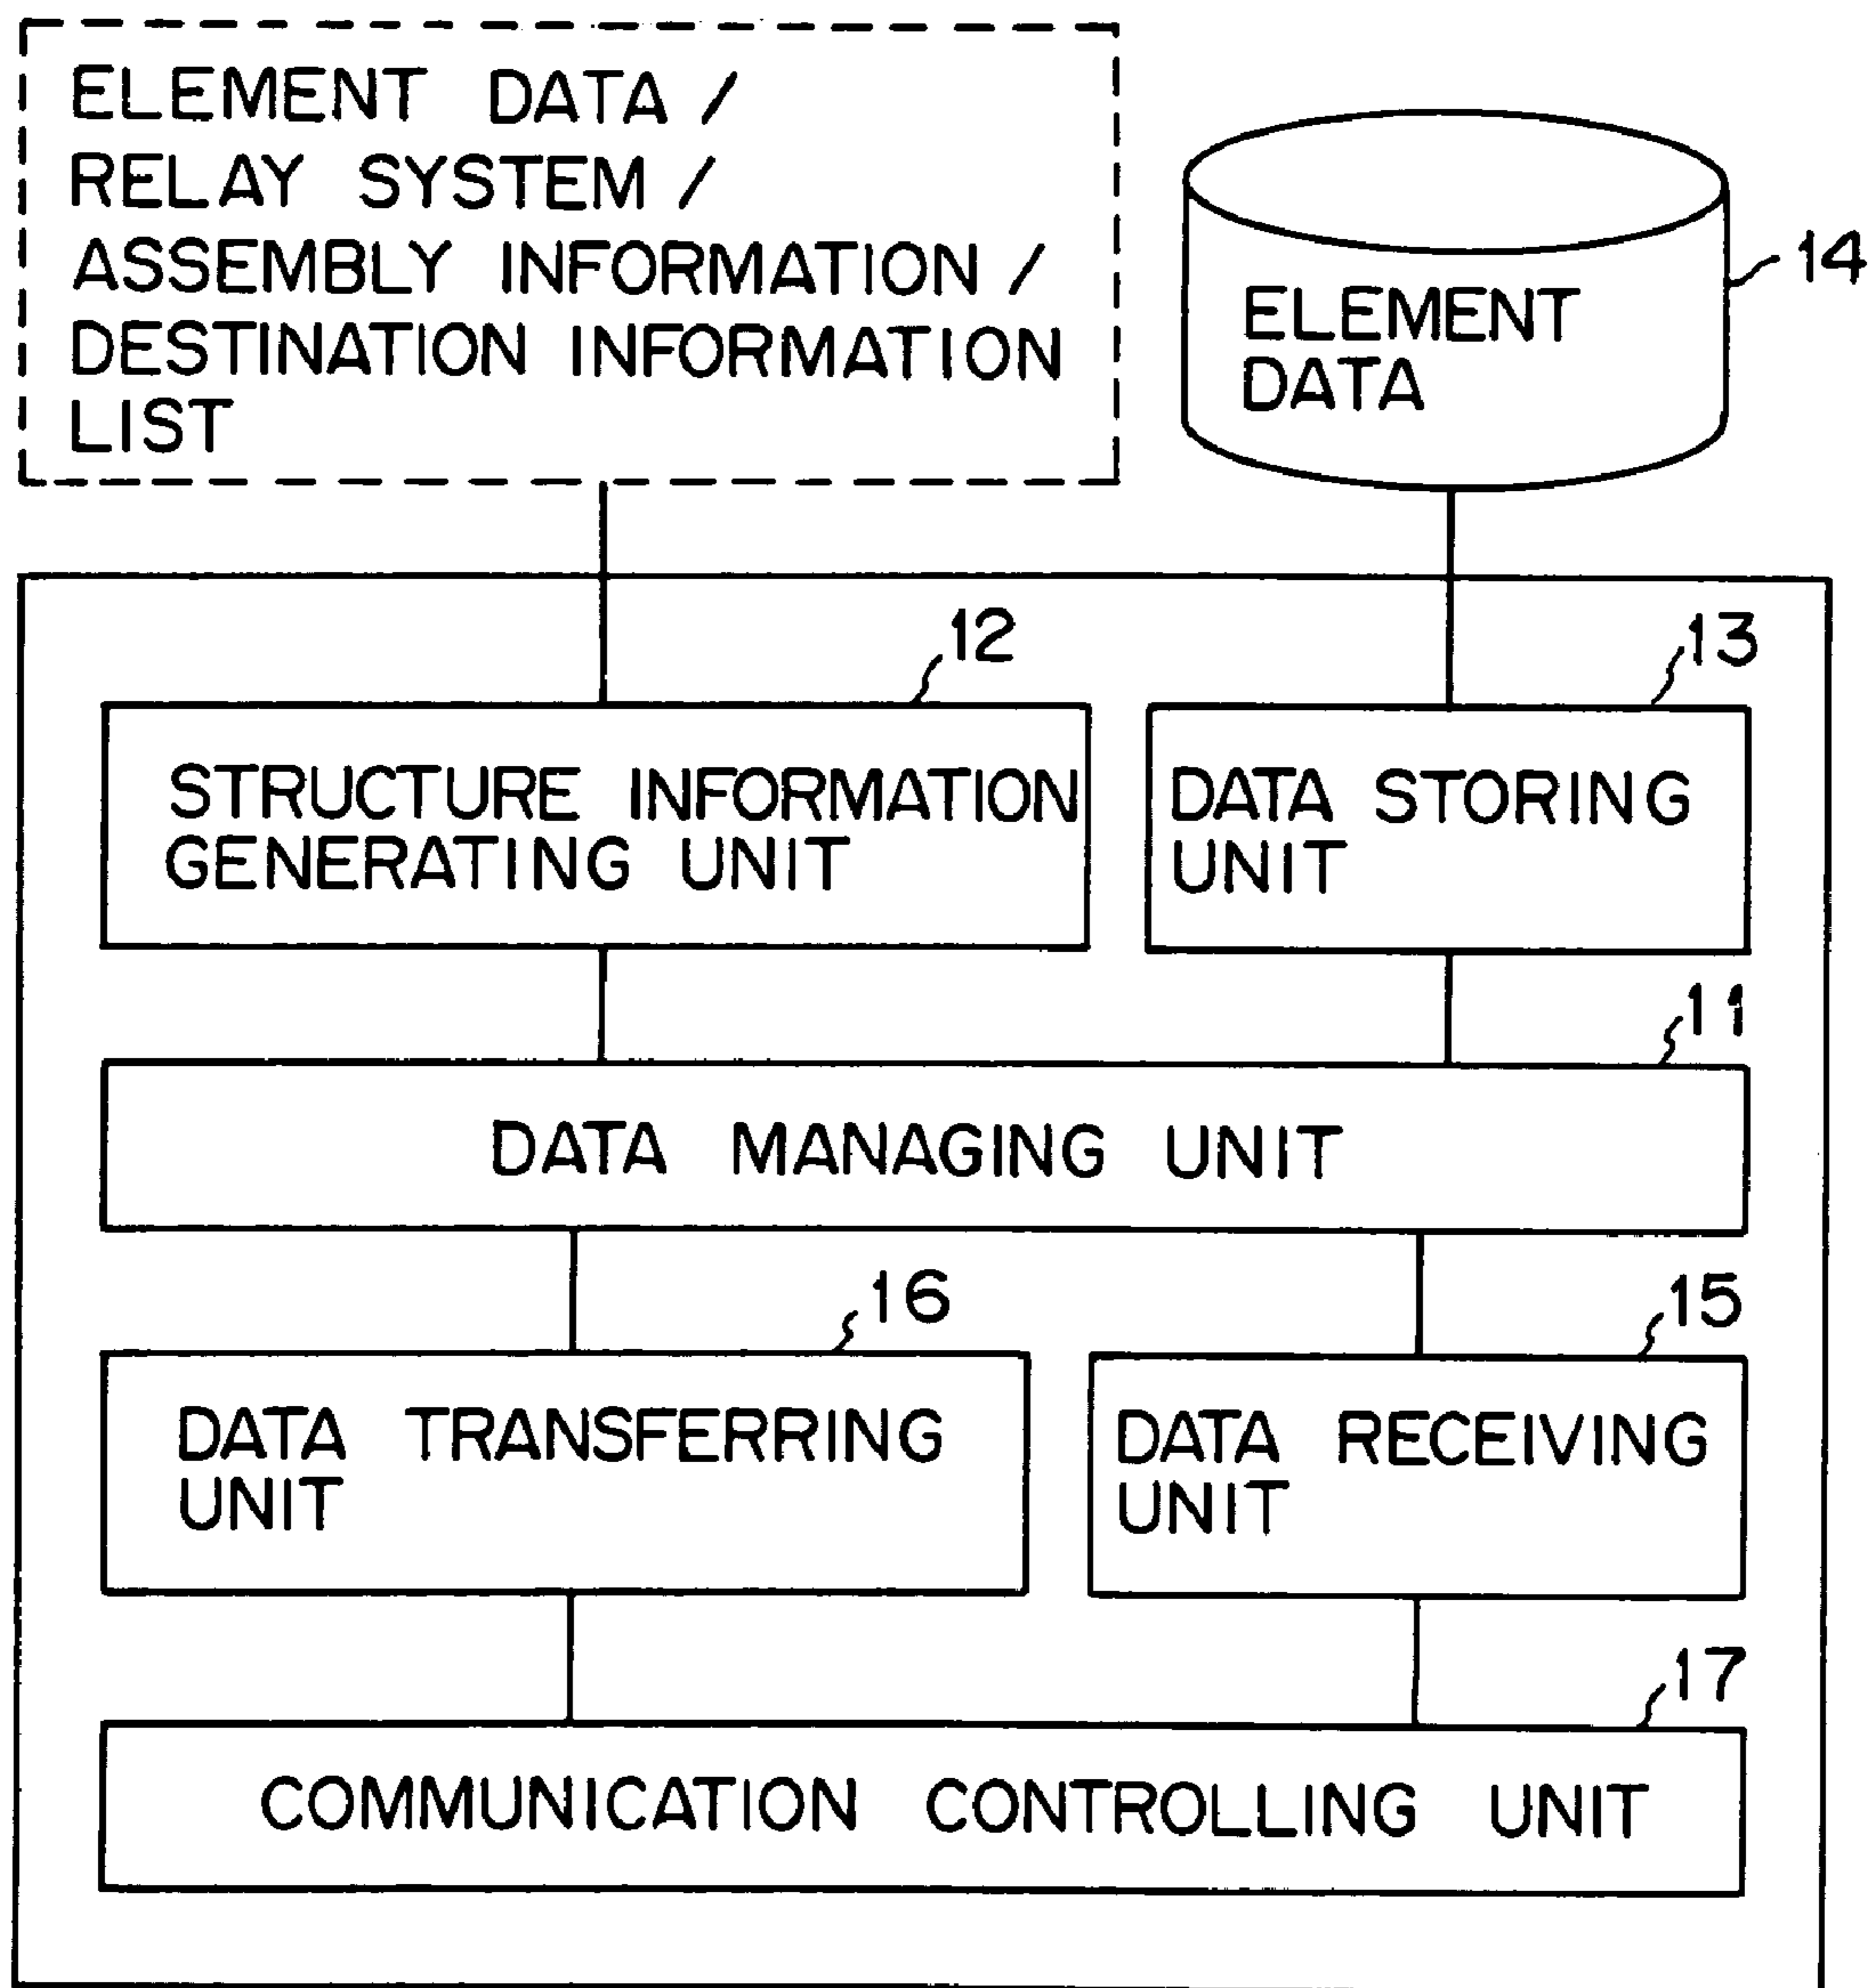 ELEMENT DATA /
RELAY SYSTEM /
ASSEMBLY INFORMATION /
DESTINATION INFORMATION
LIST
ELEMENT
DATA
14
12
13
STRUCTURE INFORMATION
GENERATING UNIT
DATA STORING
UNIT
11
DATA MANAGING UNIT
16
15
DATA TRANSFERRING
UNIT
DATA RECEIVING
UNIT
17
COMMUNICATION CONTROLLING UNIT